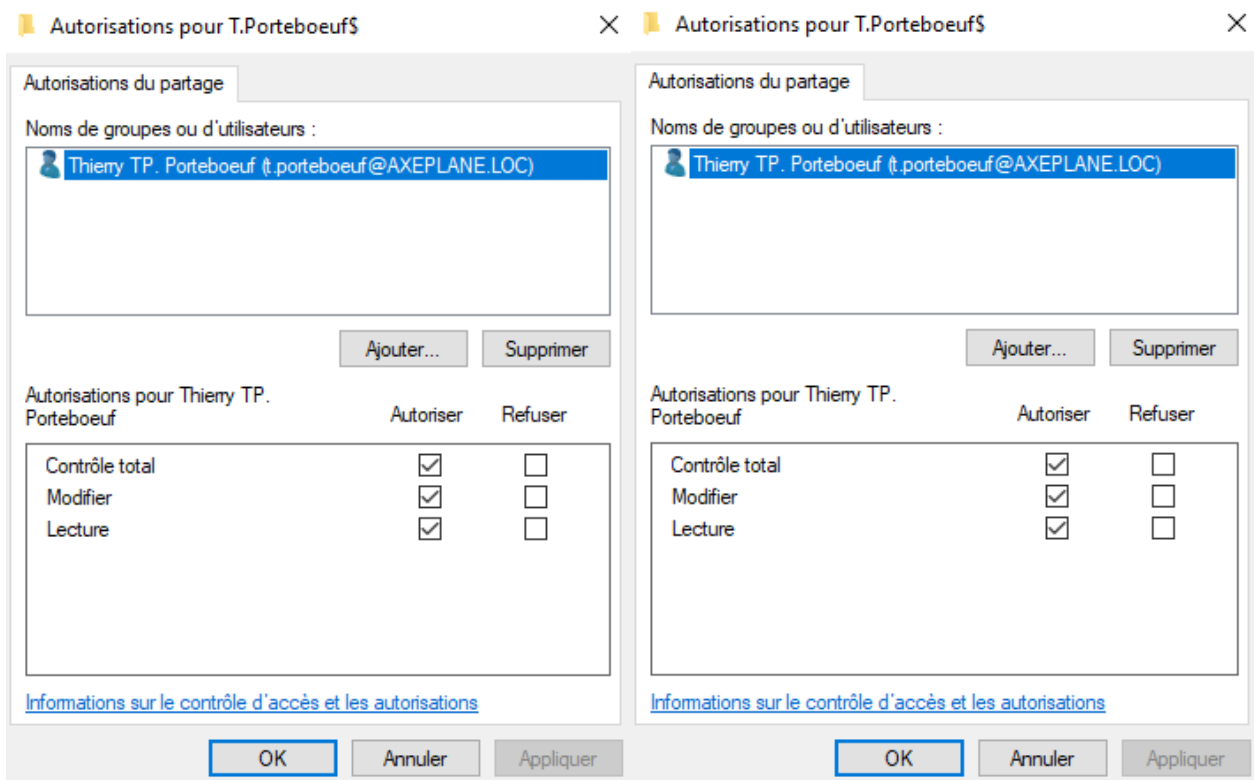 Autorisations pour T.Porteboeuf$
Autorisations du partage
Noms de groupes ou d'utilisateurs :
Thierry TP. Porteboeuf (t.porteboeuf@AXEPLANE.LOC)
Ajouter...
Supprimer
Autorisations pour Thierry TP.
Porteboeuf
Autoriser
Refuser
Contrôle total
Modifier
Lecture
Informations sur le contrôle d'accès et les autorisations
OK
Annuler
Appliquer
Autorisations pour T.Porteboeuf$
Autorisations du partage
Noms de groupes ou d'utilisateurs :
Thierry TP. Porteboeuf (t.porteboeuf@AXEPLANE.LOC)
Ajouter...
Supprimer
Autorisations pour Thierry TP.
Porteboeuf
Autoriser
Refuser
Contrôle total
Modifier
Lecture
Informations sur le contrôle d'accès et les autorisations
OK
Annuler
Appliquer